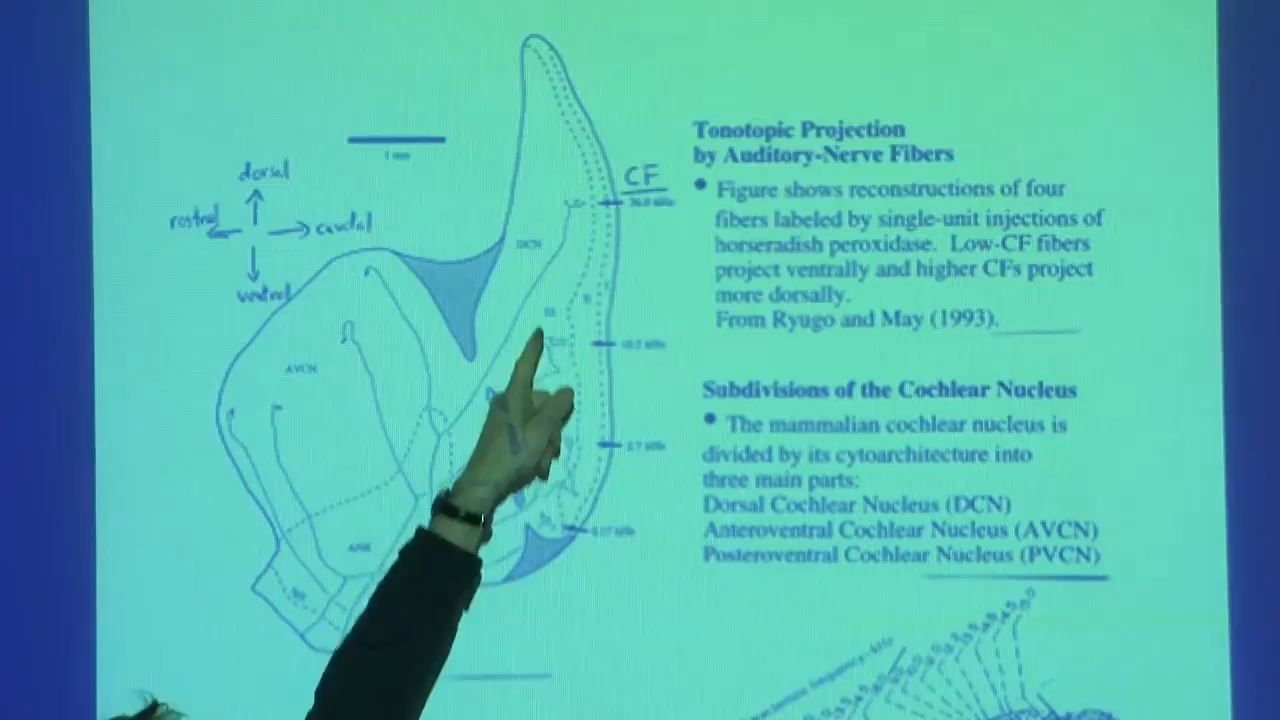 1 mm
dorsal
rostral
caudal
ventral
CF
DCN
AVCN
Tonotopic Projection
by Auditory-Nerve Fibers
• Figure shows reconstructions of four
fibers labeled by single-unit injections of
horseradish peroxidase. Low-CF fibers
project ventrally and higher CFs project
more dorsally.
From Ryugo and May (1993).
Subdivisions of the Cochlear Nucleus
• The mammalian cochlear nucleus is
divided by its cytoarchitecture into
three main parts:
Dorsal Cochlear Nucleus (DCN)
Anteroventral Cochlear Nucleus (AVCN)
Posteroventral Cochlear Nucleus (PVCN)